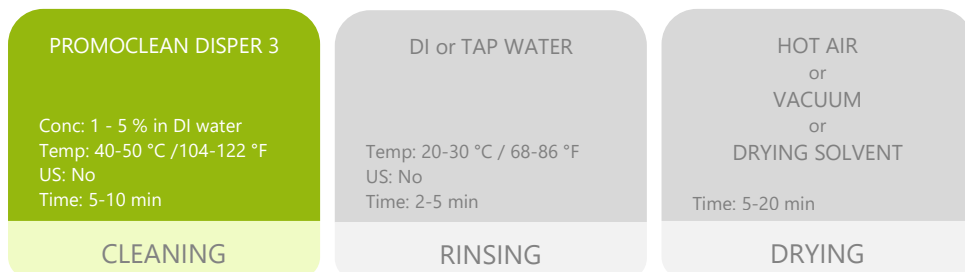 PROMOCLEAN DISPER 3
Conc: 1 - 5 % in DI water
Temp: 40-50 °C /104-122 °F
US: No
Time: 5-10 min
CLEANING
DI or TAP WATER
Temp: 20-30 °C / 68-86 °F
US: No
Time: 2-5 min
RINSING
HOT AIR
or
VACUUM
or
DRYING SOLVENT
Time: 5-20 min
DRYING